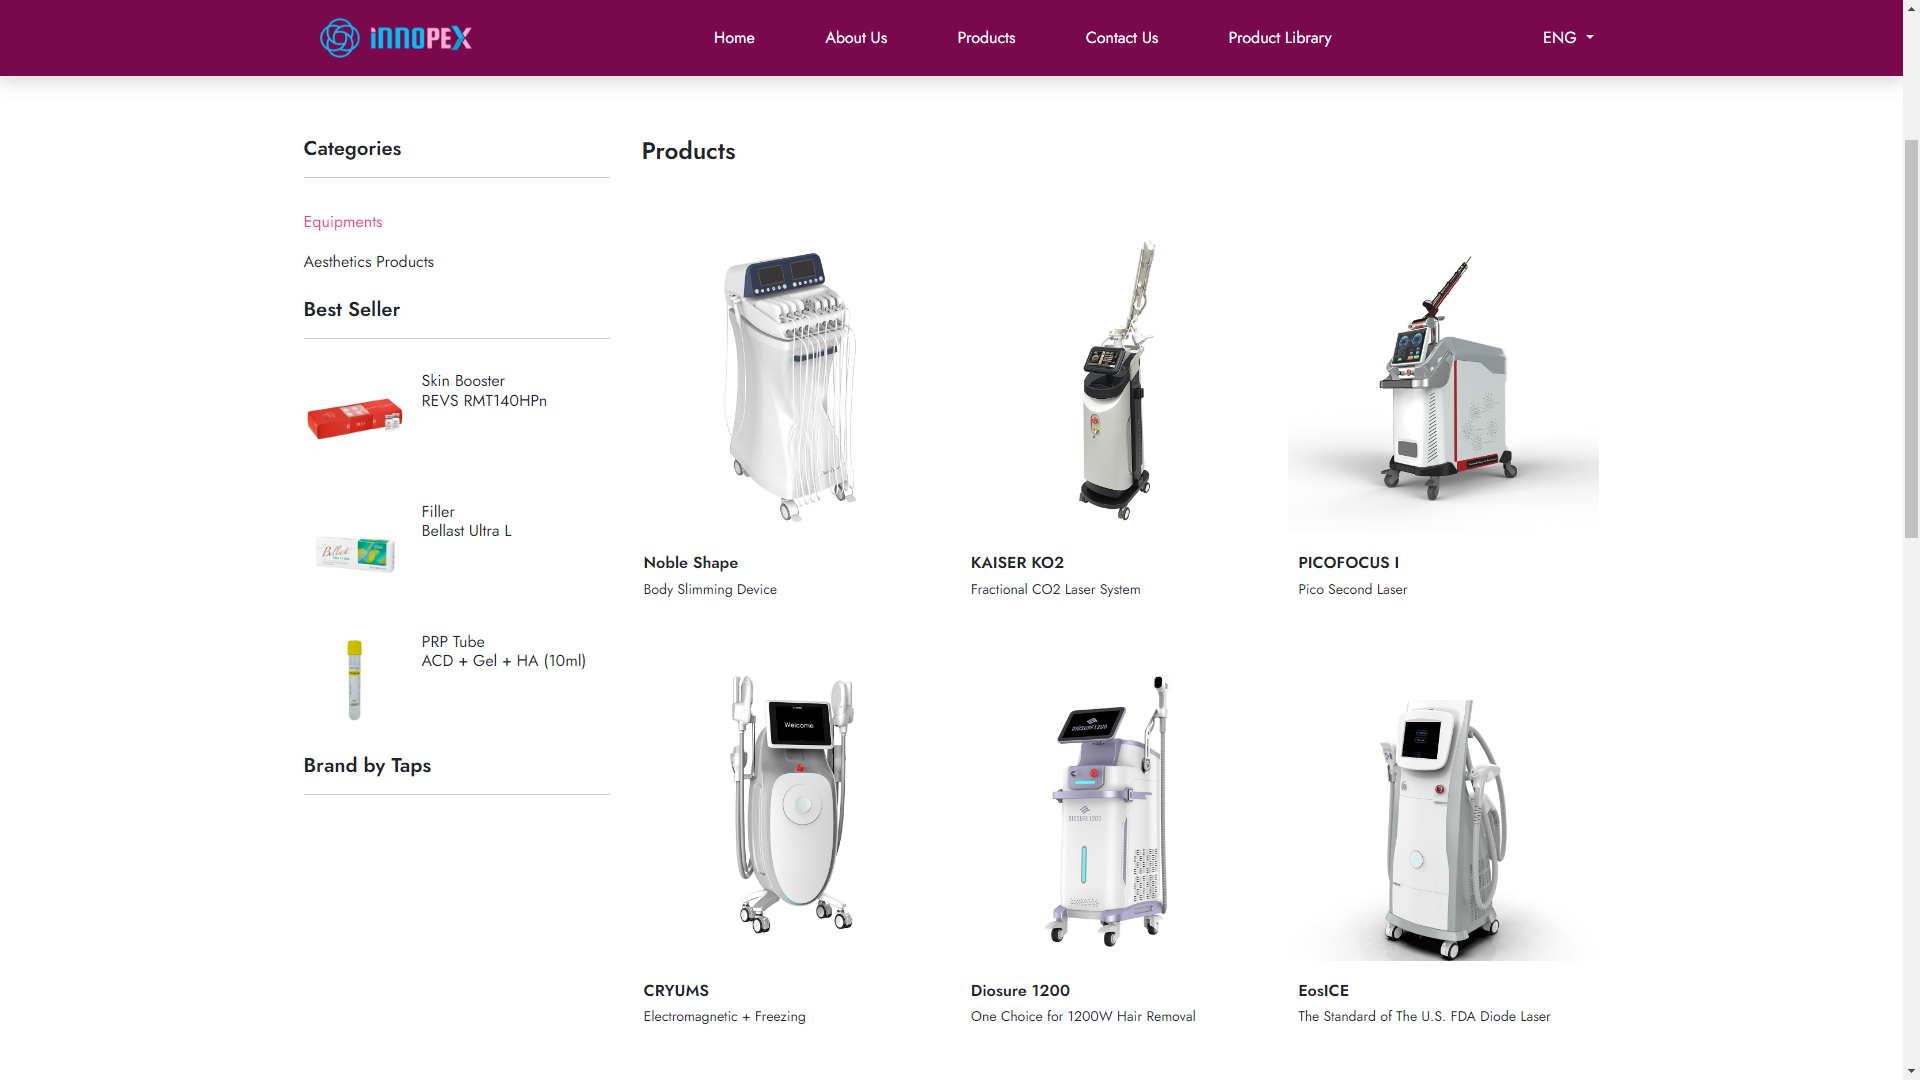 iNNOPEX
Home
About Us
Products
Contact Us
Product Library
ENG
Categories
Equipments
Aesthetics Products
Best Seller
Skin Booster
REVS RMT140HPn
Filler
Bellast Ultra L
PRP Tube
ACD + Gel + HA (10ml)
Brand by Taps
Products
Noble Shape
Body Slimming Device
KAISER KO2
Fractional CO2 Laser System
PICOFOCUS I
Pico Second Laser
Welcome
CRYUMS
Electromagnetic + Freezing
DIOSURE1200
DIOSURE1200
Diosure 1200
One Choice for 1200W Hair Removal
EosICE
The Standard of The U.S. FDA Diode Laser